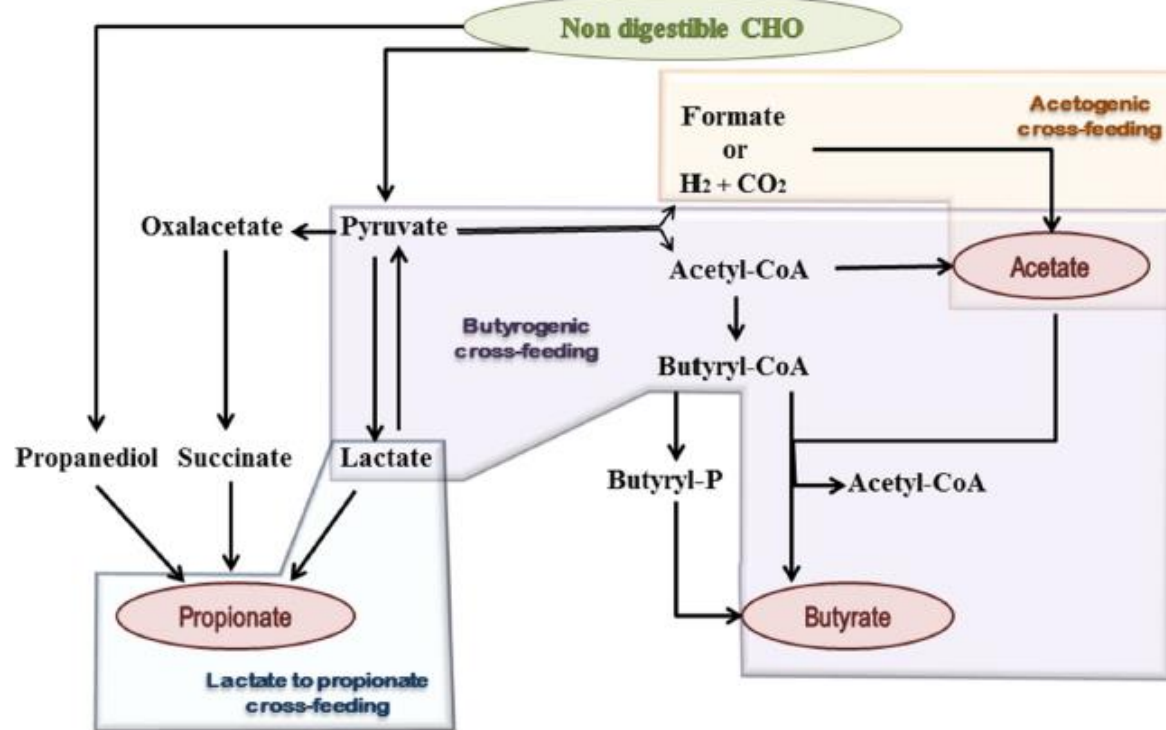 Non digestible CHO
Acetogenic
cross-feeding
Formate
or
H2 + CO2
Oxalacetate
Pyruvate
Acetyl-CoA
Acetate
Butyrogenic
cross-feeding
Butyryl-CoA
Propanediol
Succinate
Lactate
Butyryl-P
Acetyl-CoA
Propionate
Butyrate
Lactate to propionate
cross-feeding